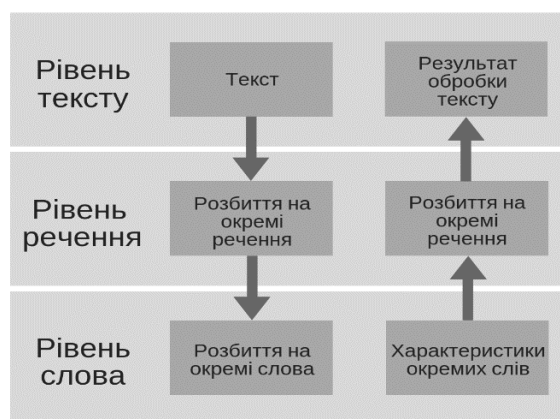 Рівень
тексту
Текст
Результат
обробки
тексту
Рівень
речення
Розбиття на
окремі
речення
Розбиття на
окремі
речення
Рівень
слова
Розбиття на
окремі слова
Характеристики
окремих слів